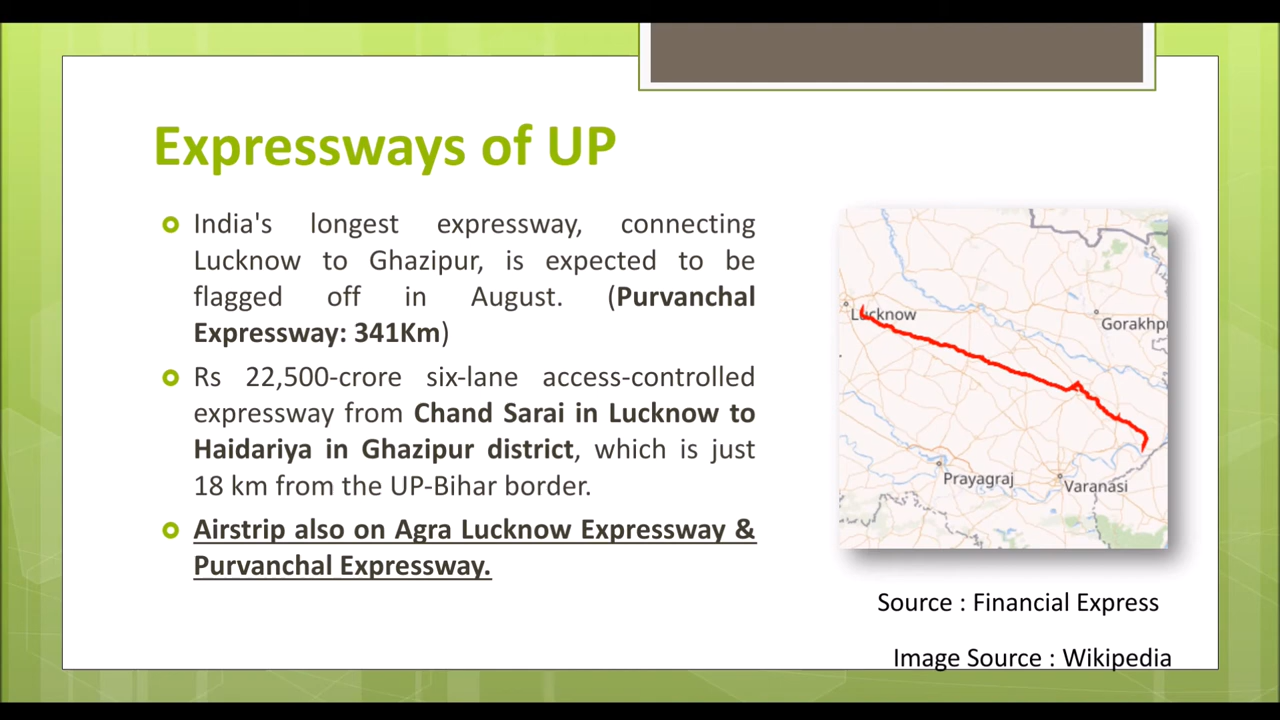 Expressways of UP
India's longest expressway, connecting
Lucknow to Ghazipur, is expected to be
flagged off in August. (Purvanchal
Expressway: 341Km)
Rs 22,500-crore six-lane access-controlled
expressway from Chand Sarai in Lucknow to
Haidariya in Ghazipur district, which is just
18 km from the UP-Bihar border.
Airstrip also on Agra Lucknow Expressway &
Purvanchal Expressway.
Lucknow
Gorakhpu
Prayagraj
Varanasi
Source : Financial Express
Image Source : Wikipedia